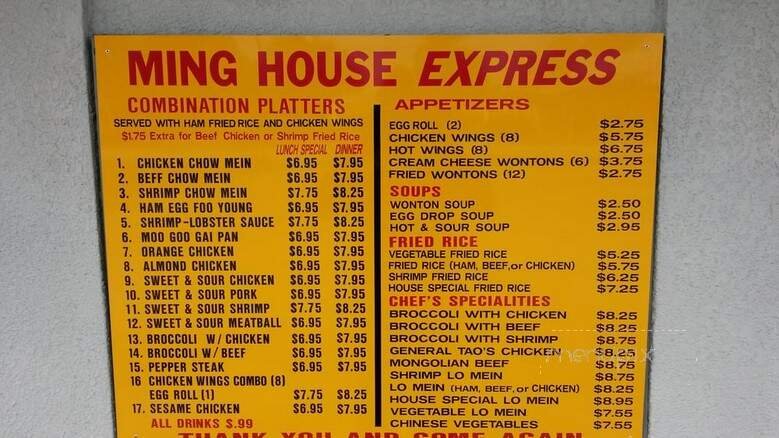 MING HOUSE EXPRESS
COMBINATION PLATTERS
SERVED WITH HAM FRIED RICE AND CHICKEN WINGS
$1.75 Extra for Beef Chicken or Shrimp Fried Rice
LUNCH SPECIAL DINNER
1. CHICKEN CHOW MEIN $6.95 $7.95
2. BEFF CHOW MEIN $6.95 $7.95
3. SHRIMP CHOW MEIN $7.75 $8.25
4. HAM EGG FOO YOUNG $6.95 $7.95
5. SHRIMP-LOBSTER SAUCE $7.75 $8.25
6. MOO GOO GAI PAN $6.95 $7.95
7. ORANGE CHICKEN $6.95 $7.95
8. ALMOND CHICKEN $6.95 $7.95
9. SWEET & SOUR CHICKEN $6.95 $7.95
10. SWEET & SOUR PORK $6.95 $7.95
11. SWEET & SOUR SHRIMP $7.75 $8.25
12. SWEET & SOUR MEATBALL $6.95 $7.95
13. BROCCOLI W/ CHICKEN $6.95 $7.95
14. BROCCOLI W/ BEEF $6.95 $7.95
15. PEPPER STEAK $6.95 $7.95
16 CHICKEN WINGS COMBO (8)
EGG ROLL (1) $7.75 $8.25
17. SESAME CHICKEN $6.95 $7.95
ALL DRINKS $.99
APPETIZERS
EGG ROLL (2) $2.75
CHICKEN WINGS (8) $5.75
HOT WINGS (8) $6.75
CREAM CHEESE WONTONS (6) $3.75
FRIED WONTONS (12) $2.75
SOUPS
WONTON SOUP $2.50
EGG DROP SOUP $2.50
HOT & SOUR SOUP $2.95
FRIED RICE
VEGETABLE FRIED RICE $5.25
FRIED RICE (HAM, BEEF, or CHICKEN) $5.75
SHRIMP FRIED RICE $6.25
HOUSE SPECIAL FRIED RICE $7.25
CHEF'S SPECIALITIES
BROCCOLI WITH CHICKEN $8.25
BROCCOLI WITH BEEF $8.25
BROCCOLI WITH SHRIMP $8.75
GENERAL TAO'S CHICKEN $8.25
MONGOLIAN BEEF $8.75
SHRIMP LO MEIN $8.75
LO MEIN (HAM, BEEF, or CHICKEN) $8.25
HOUSE SPECIAL LO MEIN $8.95
VEGETABLE LO MEIN $7.55
CHINESE VEGETABLES $7.55
THANK YOU AND COME AGAIN